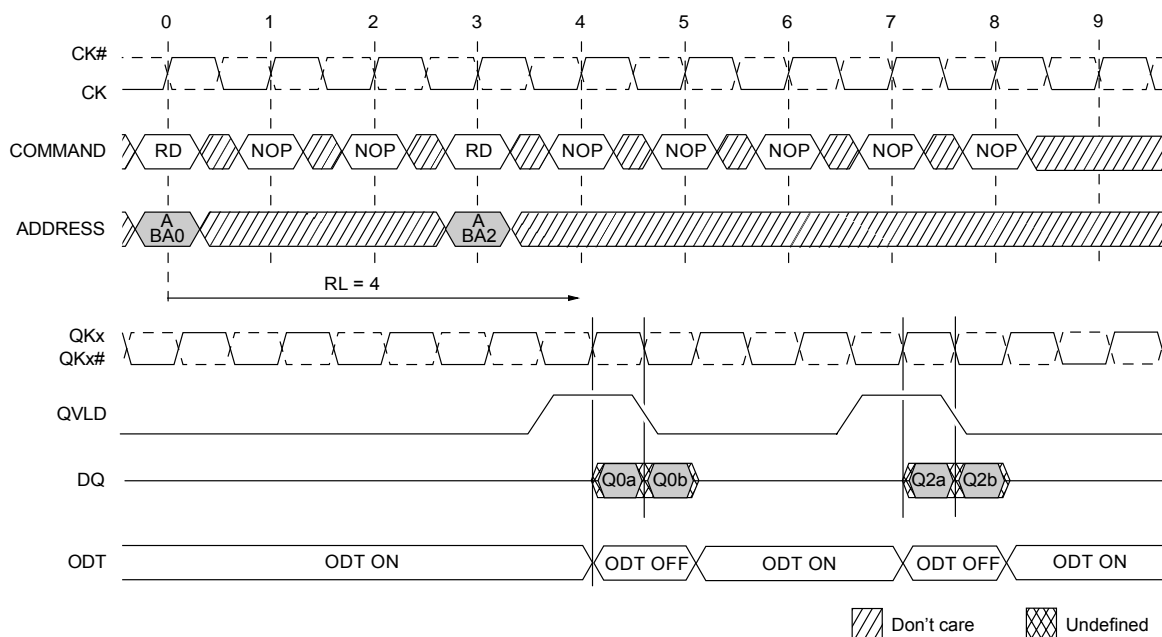 0 1 2 3 4 5 6 7 8 9
CK#
CK
COMMAND RD NOP NOP RD NOP NOP NOP NOP NOP
ADDRESS A BA0 A BA2
RL = 4
QKx
QKx#
QVLD
DQ Q0a Q0b Q2a Q2b
ODT ODT ON ODT OFF ODT ON ODT OFF ODT ON
Don't care Undefined